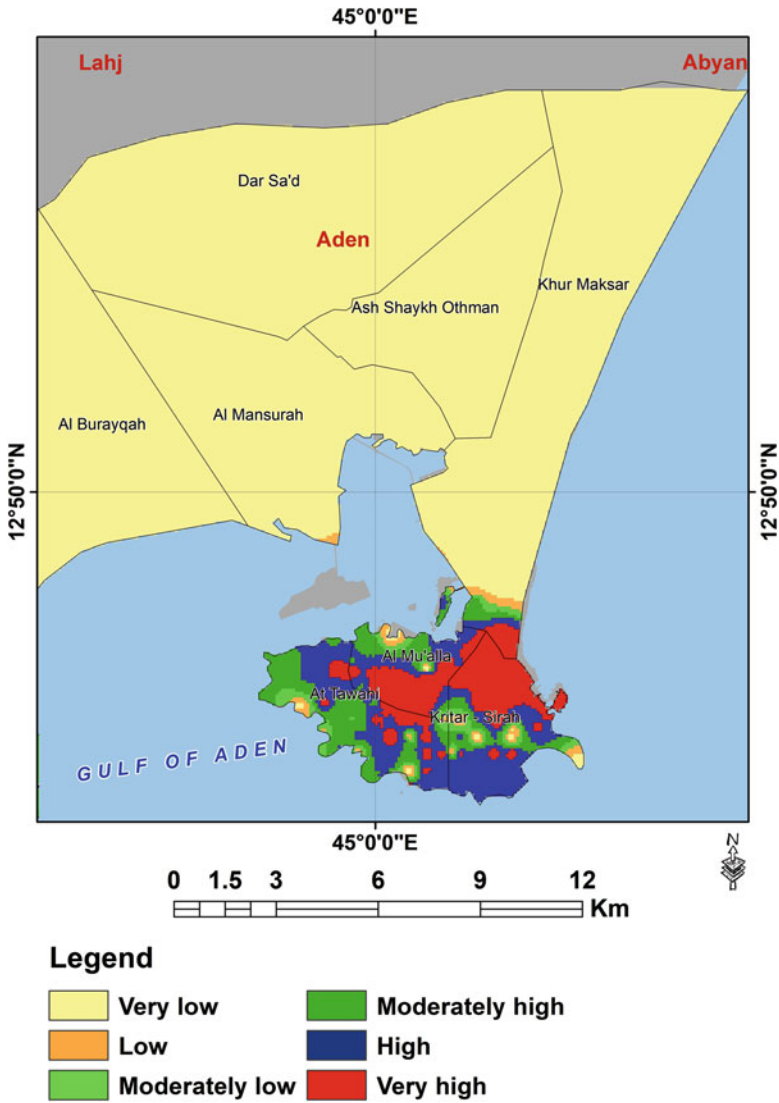 45°0'0"E
Lahj
Abyan
Dar Sa'd
Aden
Khur Maksar
Ash Shaykh Othman
Al Burayqah
Al Mansurah
12°50'0"N
12°50'0"N
Al Mu'alla
At Tawahi
Kritar - Sirah
GULF OF ADEN
45°0'0"E
N
0 1.5 3 6 9 12
Km
Legend
Very low
Moderately high
Low
High
Moderately low
Very high